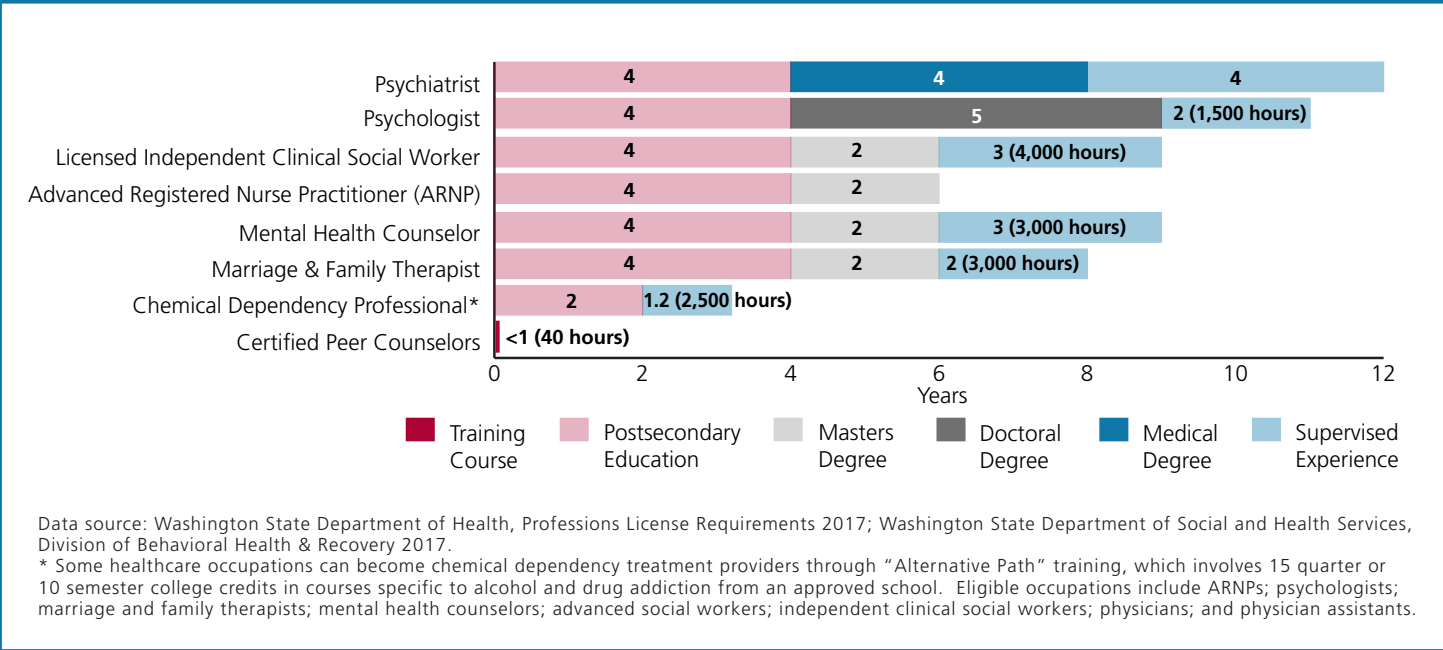 Psychiatrist 4 4 4
Psychologist 4 5 2 (1,500 hours)
Licensed Independent Clinical Social Worker 4 2 3 (4,000 hours)
Advanced Registered Nurse Practitioner (ARNP) 4 2
Mental Health Counselor 4 2 3 (3,000 hours)
Marriage & Family Therapist 4 2 2 (3,000 hours)
Chemical Dependency Professional* 2 1.2 (2,500 hours)
Certified Peer Counselors <1 (40 hours)
0 2 4 6 8 10 12
Years
Training Course
Postsecondary Education
Masters Degree
Doctoral Degree
Medical Degree
Supervised Experience
Data source: Washington State Department of Health, Professions License Requirements 2017; Washington State Department of Social and Health Services,
Division of Behavioral Health & Recovery 2017.
* Some healthcare occupations can become chemical dependency treatment providers through “Alternative Path” training, which involves 15 quarter or
10 semester college credits in courses specific to alcohol and drug addiction from an approved school. Eligible occupations include ARNPs; psychologists;
marriage and family therapists; mental health counselors; advanced social workers; independent clinical social workers; physicians; and physician assistants.